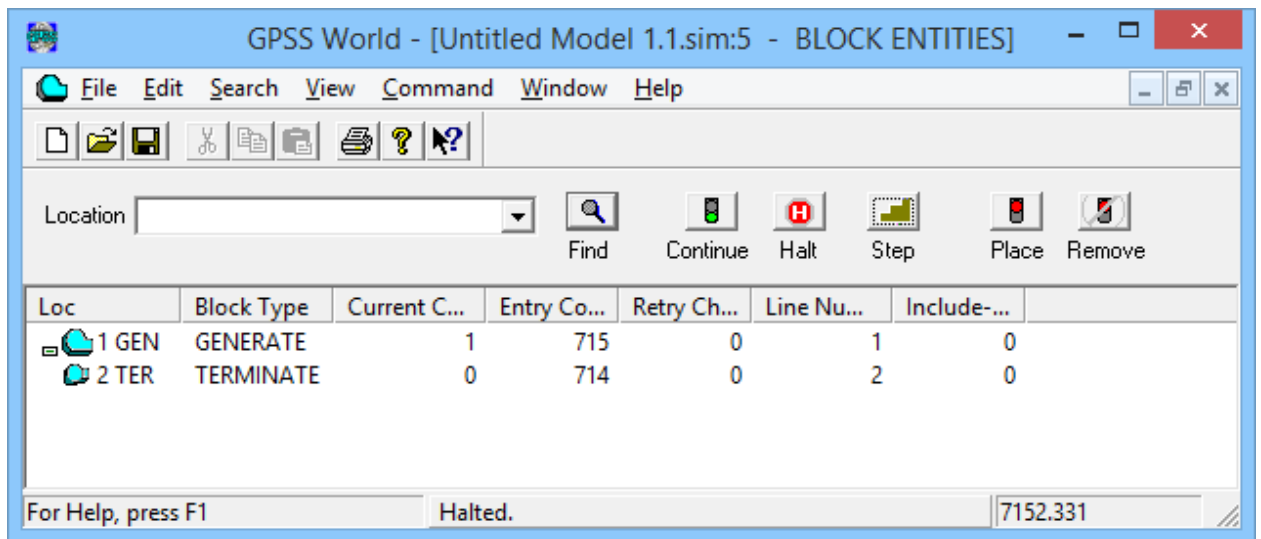 GPSS World - [Untitled Model 1.1.sim:5 - BLOCK ENTITIES]
File Edit Search View Command Window Help
Location
Find Continue Halt Step Place Remove
Loc Block Type Current C... Entry Co... Retry Ch... Line Nu... Include-...
1 GEN GENERATE 1 715 0 1 0
2 TER TERMINATE 0 714 0 2 0
For Help, press F1 Halted. 7152.331